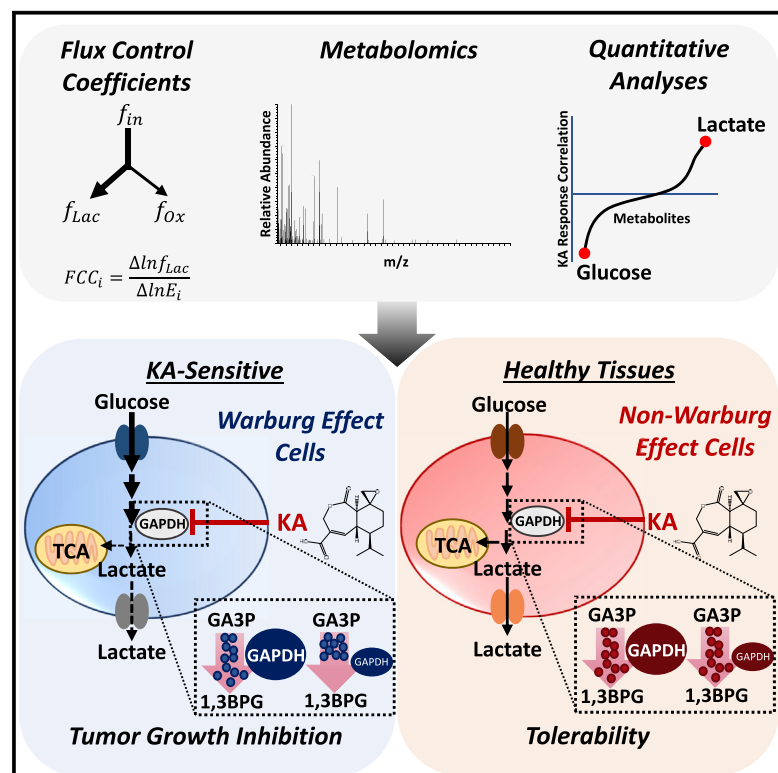 Flux Control
Coefficients
f_in
f_Lac
f_Ox
FCC_i = Δlnf_Lac / ΔlnE_i
Metabolomics
Relative Abundance
m/z
Quantitative
Analyses
KA Response Correlation
Lactate
Metabolites
Glucose
KA-Sensitive
Glucose
Warburg Effect
Cells
GAPDH
KA
TCA
Lactate
Lactate
GA3P
GA3P
GAPDH
GAPDH
1,3BPG
1,3BPG
Tumor Growth Inhibition
Healthy Tissues
Glucose
Non-Warburg
Effect Cells
GAPDH
KA
TCA
Lactate
Lactate
GA3P
GA3P
GAPDH
GAPDH
1,3BPG
1,3BPG
Tolerability